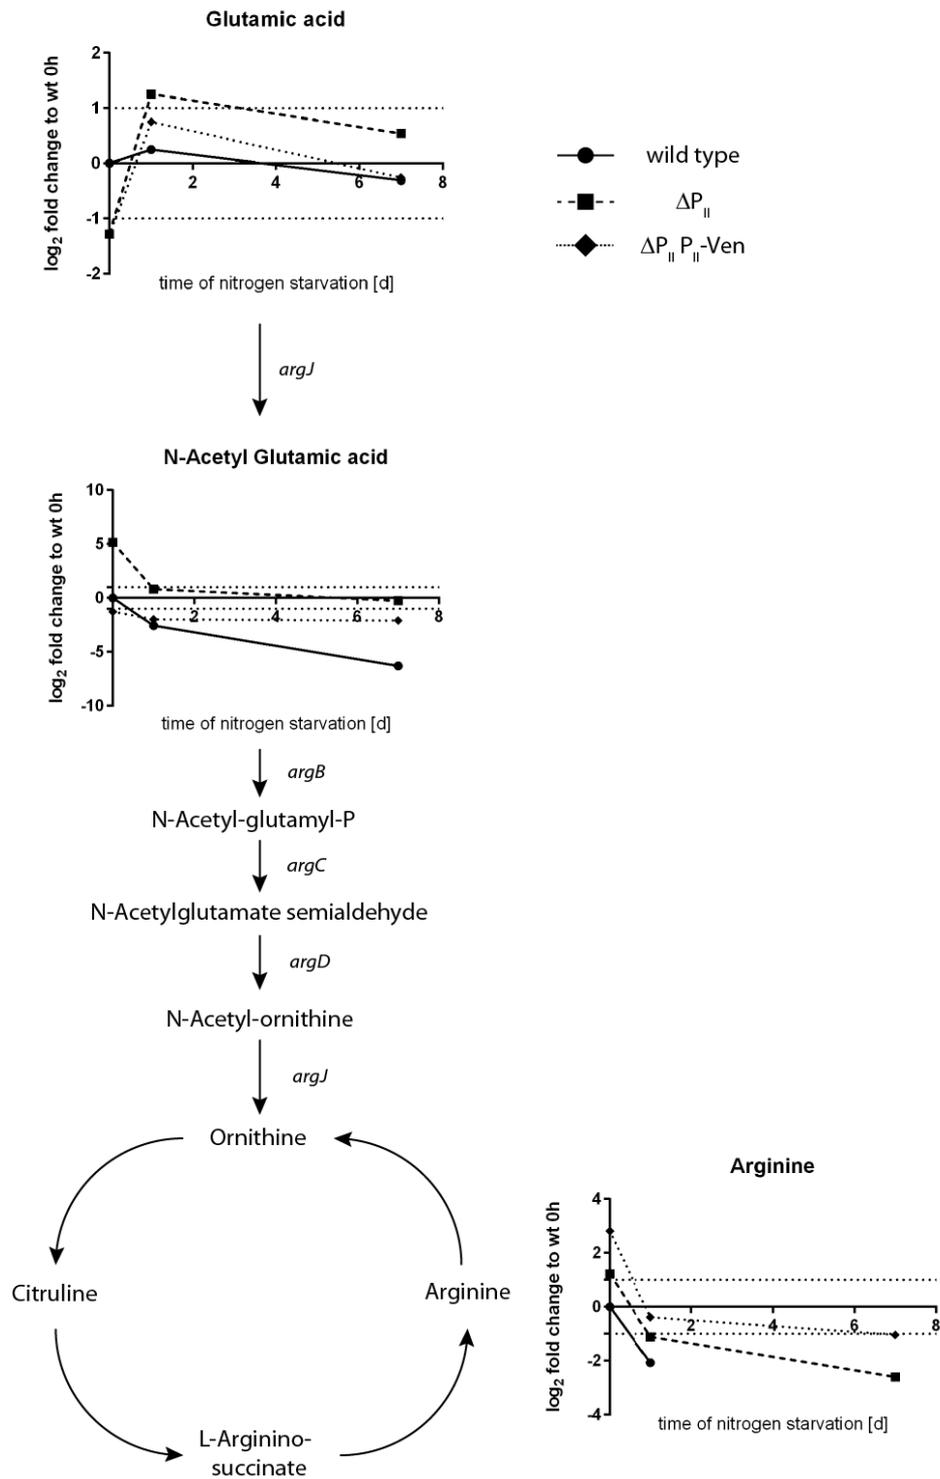 Glutamic acid
log2 fold change to wt 0h
2
1
0
-1
-2
2
4
6
8
time of nitrogen starvation [d]
wild type
ΔPII
ΔPII PII-Ven
argJ
N-Acetyl Glutamic acid
log2 fold change to wt 0h
10
5
0
-5
-10
2
4
6
8
time of nitrogen starvation [d]
argB
N-Acetyl-glutamyl-P
argC
N-Acetylglutamate semialdehyde
argD
N-Acetyl-ornithine
argJ
Ornithine
Citruline
Arginine
L-Arginino-
succinate
Arginine
log2 fold change to wt 0h
4
2
0
-2
-4
2
4
6
8
time of nitrogen starvation [d]